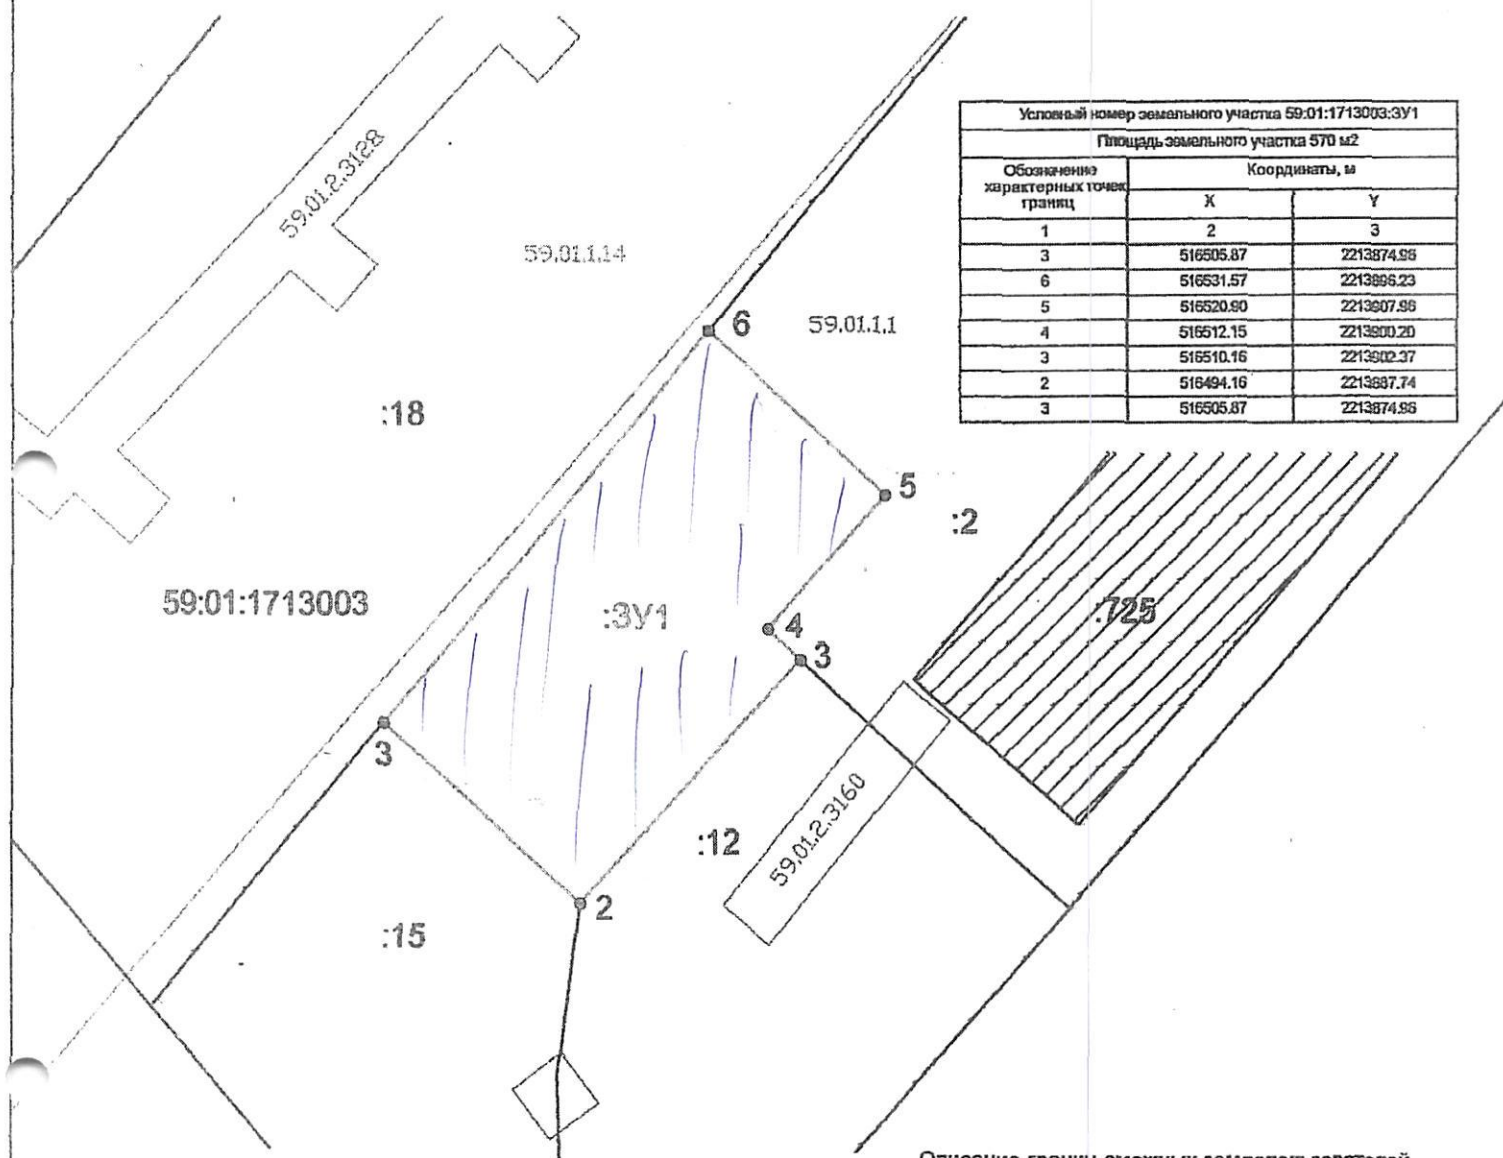 Условный номер земельного участка 59:01:1713003:ЗУ1
Площадь земельного участка 570 м2
Обозначение характерных точек границ
Координаты, м
X Y
1 2 3
3 516505.87 2213874.96
6 516531.57 2213896.23
5 516520.90 2213907.96
4 516512.15 2213900.20
3 516510.16 2213902.37
2 516494.16 2213887.74
3 516505.87 2213874.96
59.01.2.3128
59.01.1.14
6
59.01.1.1
:18
5
:2
59:01:1713003
:ЗУ1
4
3
:725
3
59.01.2.3160
:12
2
:15